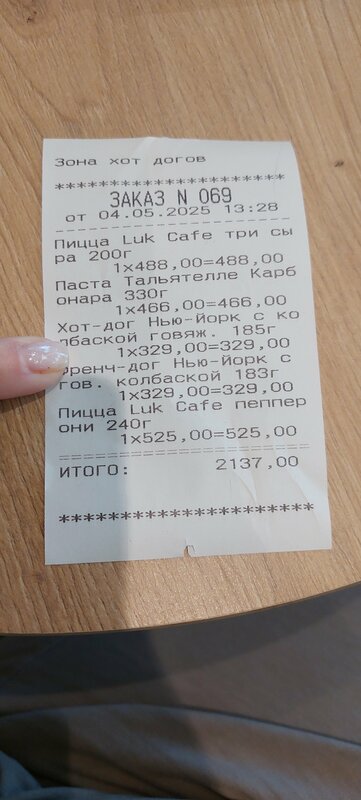 Зона хот догов
*********************
ЗАКАЗ N 069
от 04.05.2025 13:28
Пицца Luk Cafe три сы
ра 200г
1x488,00=488,00
Паста Тальятелле Карб
онара 330г
1x466,00=466,00
Хот-дог Нью-Йорк с ко
лбаской говяж. 185г
1x329,00=329,00
Френч-дог Нью-Йорк с
гов. колбаской 183г
1x329,00=329,00
Пицца Luk Cafe пеппер
они 240г
1x525,00=525,00
=====================
ИТОГО: 2137,00
*********************